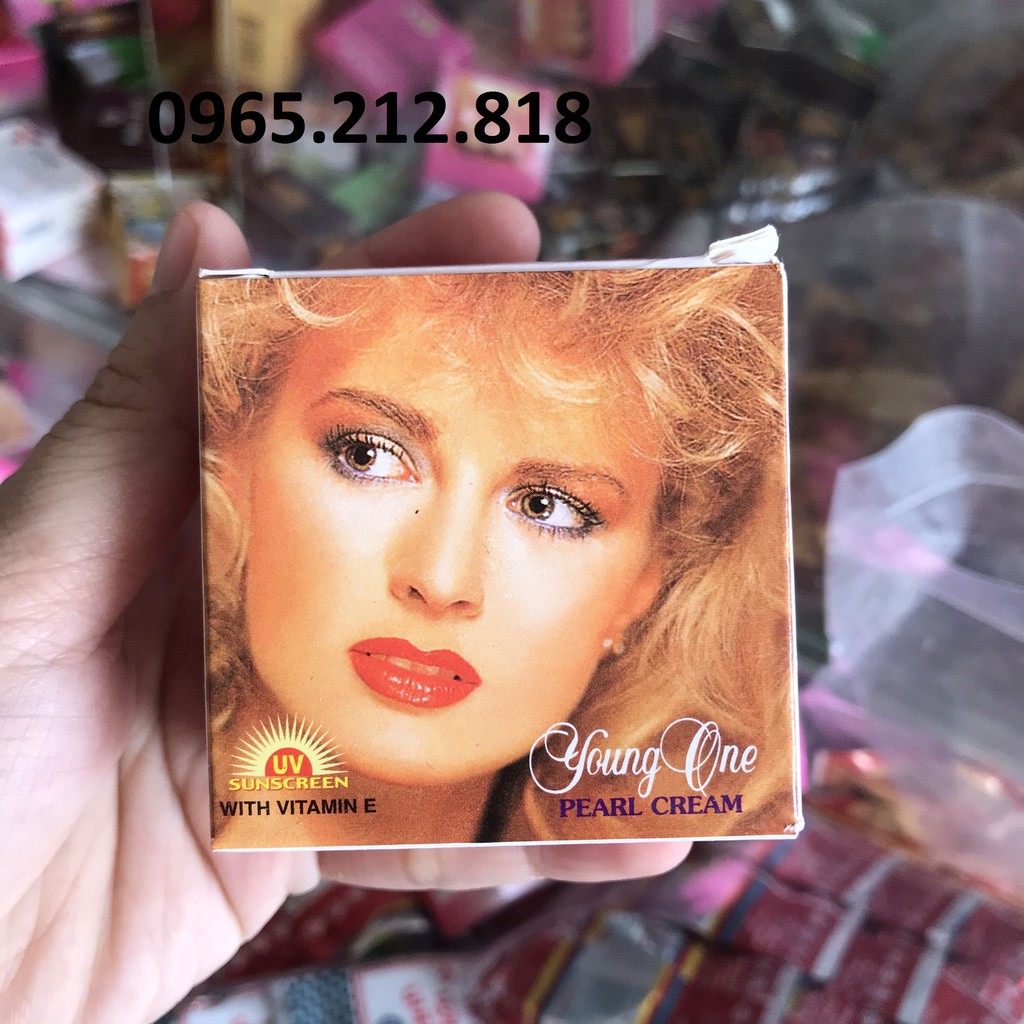 0965.212.818
UV
SUNSCREEN
WITH VITAMIN E
Young One
PEARL CREAM